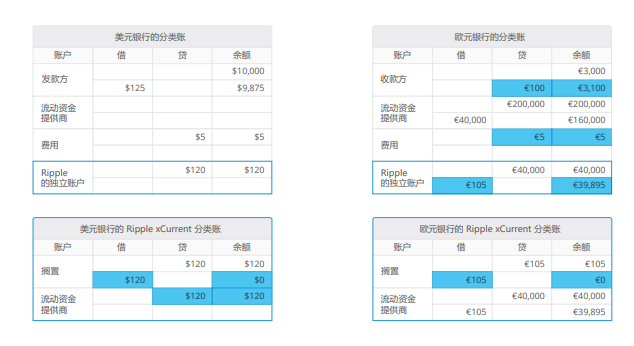 美元银行的分类账
账户 借 贷 余额
发款方 $10,000
$125 $9,875
流动资金
提供商
费用 $5 $5
Ripple
的独立账户 $120 $120
欧元银行的分类账
账户 借 贷 余额
收款方 €3,000
€100 €3,100
流动资金
提供商 €200,000 €200,000
€40,000 €160,000
费用 €5 €5
Ripple
的独立账户 €40,000 €40,000
€105 €39,895
美元银行的 Ripple xCurrent 分类账
账户 借 贷 余额
搁置 $120 $120
$120 $0
流动资金
提供商 $120 $120
欧元银行的 Ripple xCurrent 分类账
账户 借 贷 余额
搁置 €105 €105
€105 €0
流动资金
提供商 €40,000 €40,000
€105 €39,895